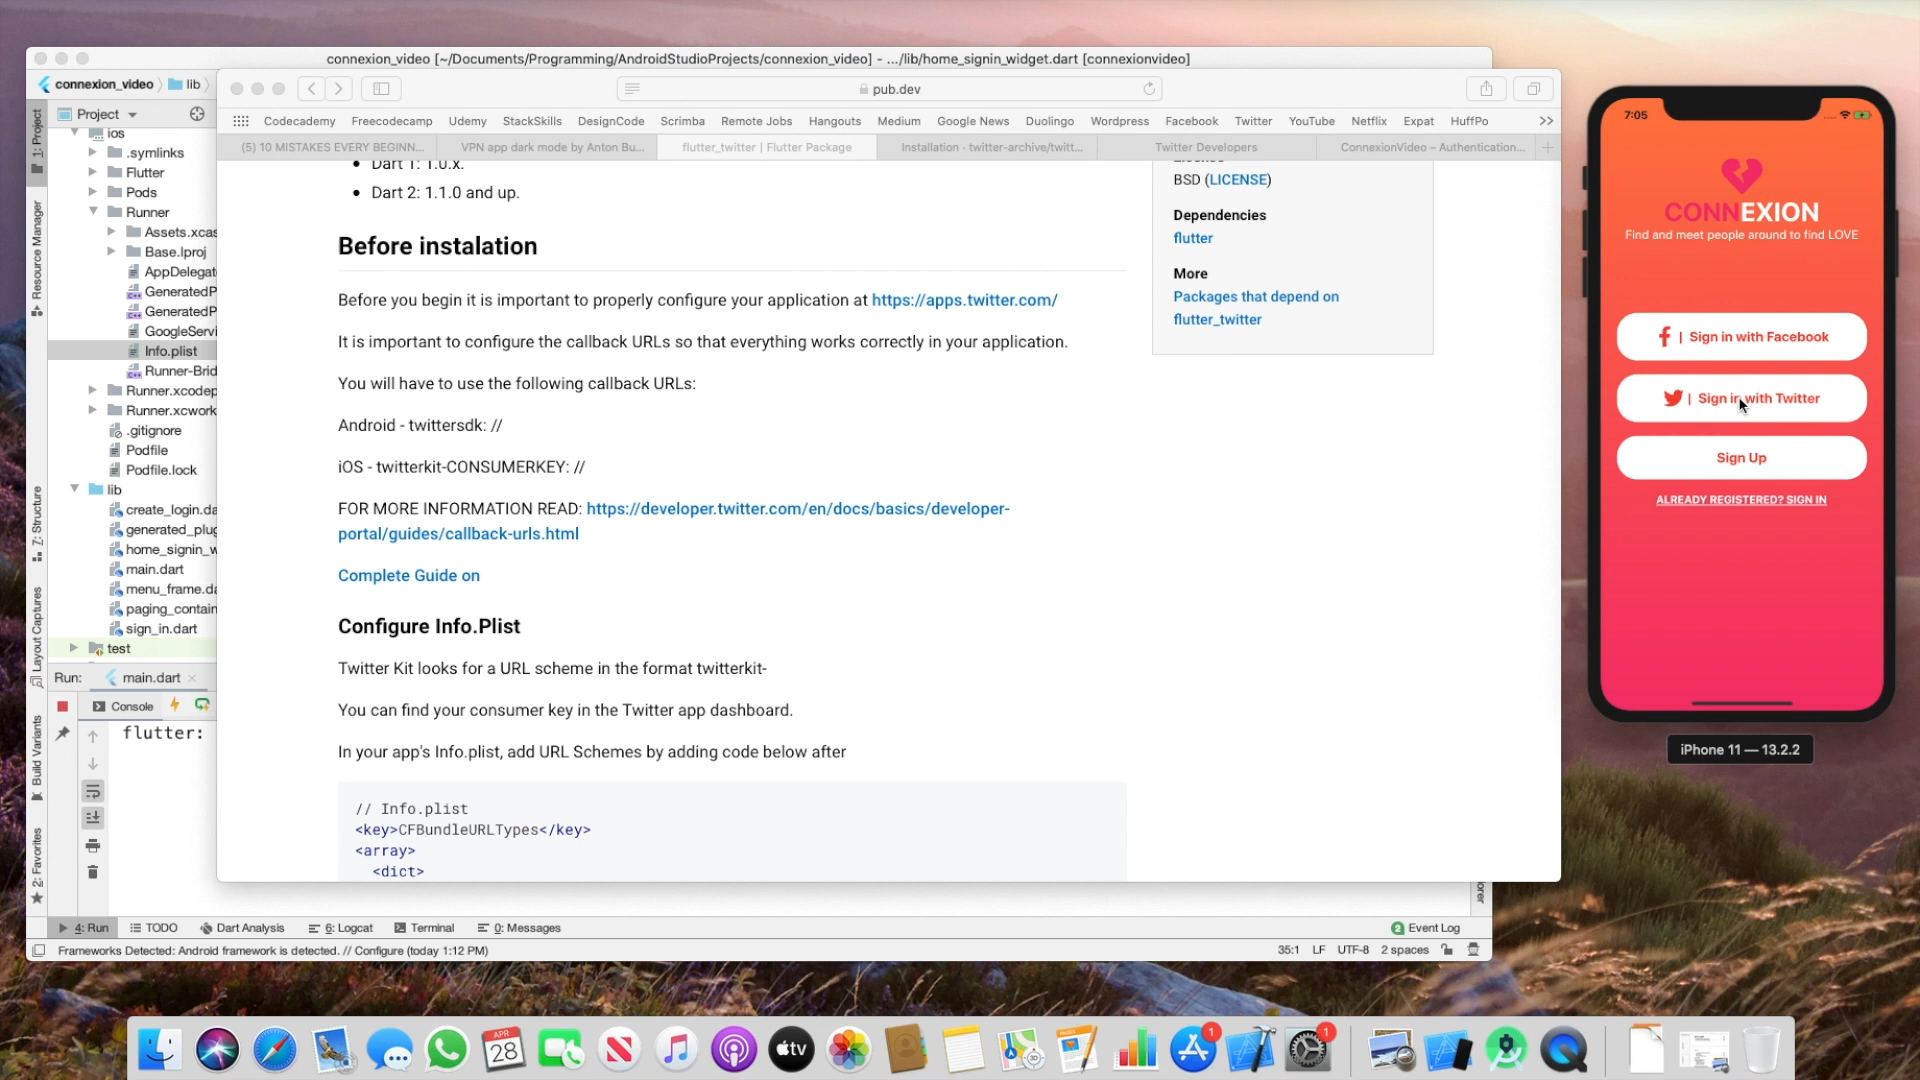 connexion_video [~/Documents/Programming/AndroidStudioProjects/connexion_video] - .../lib/home_signin_widget.dart [connexionvideo]
connexion_video
lib
pub.dev
Codecademy Freecodecamp Udemy StackSkills DesignCode Scrimba Remote Jobs Hangouts Medium Google News Duolingo Wordpress Facebook Twitter YouTube Netflix Expat HuffPo >>
(5) 10 MISTAKES EVERY BEGINN...
VPN app dark mode by Anton Bu...
flutter_twitter | Flutter Package
Installation · twitter-archive/twitt...
Twitter Developers
ConnexionVideo – Authentication...
1: Project
Resource Manager
7: Structure
Layout Captures
Build Variants
2: Favorites
Project
ios
.symlinks
Flutter
Pods
Runner
Assets.xcas
Base.lproj
AppDelegat
GeneratedP
GeneratedP
GoogleServi
Info.plist
Runner-Brid
Runner.xcodep
Runner.xcwork
.gitignore
Podfile
Podfile.lock
lib
create_login.da
generated_plug
home_signin_w
main.dart
menu_frame.da
paging_contain
sign_in.dart
test
Run:
main.dart
Console
flutter:
Dart 1: 1.0.x.
Dart 2: 1.1.0 and up.
Before instalation
Before you begin it is important to properly configure your application at https://apps.twitter.com/
It is important to configure the callback URLs so that everything works correctly in your application.
You will have to use the following callback URLs:
Android - twittersdk: //
iOS - twitterkit-CONSUMERKEY: //
FOR MORE INFORMATION READ: https://developer.twitter.com/en/docs/basics/developer-
portal/guides/callback-urls.html
Complete Guide on
Configure Info.Plist
Twitter Kit looks for a URL scheme in the format twitterkit-
You can find your consumer key in the Twitter app dashboard.
In your app's Info.plist, add URL Schemes by adding code below after
// Info.plist
<key>CFBundleURLTypes</key>
<array>
<dict>
License
BSD (LICENSE)
Dependencies
flutter
More
Packages that depend on
flutter_twitter
4: Run
TODO
Dart Analysis
6: Logcat
Terminal
0: Messages
2 Event Log
Frameworks Detected: Android framework is detected. // Configure (today 1:12 PM)
35:1 LF UTF-8 2 spaces
7:05
CONNEXION
Find and meet people around to find LOVE
| Sign in with Facebook
| Sign in with Twitter
Sign Up
ALREADY REGISTERED? SIGN IN
iPhone 11 — 13.2.2
APR
28
tv
1
1